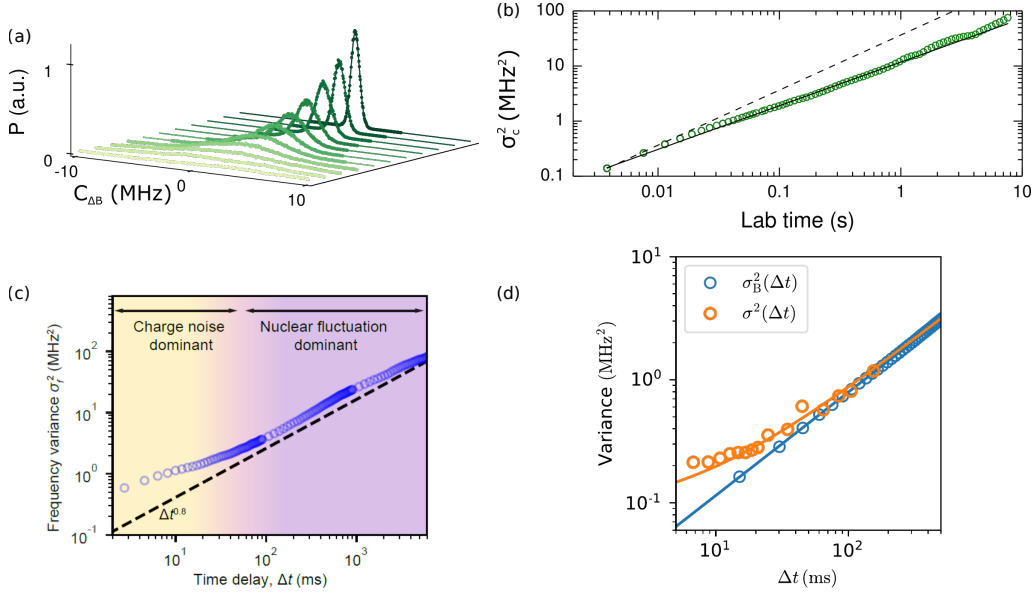 (a)
P (a.u.)
1
0
-10
0
10
C_ΔB (MHz)
(b)
σ_c^2 (MHz^2)
100
10
1
0.1
0.01
0.1
1
10
Lab time (s)
(c)
Frequency variance σ_f^2 (MHz^2)
10^2
10^1
10^0
10^-1
Charge noise
dominant
Nuclear fluctuation
dominant
Δt^0.8
10^1
10^2
10^3
Time delay, Δt (ms)
(d)
Variance (MHz^2)
10^1
10^0
10^-1
σ_B^2(Δt)
σ^2(Δt)
10^1
10^2
Δt (ms)